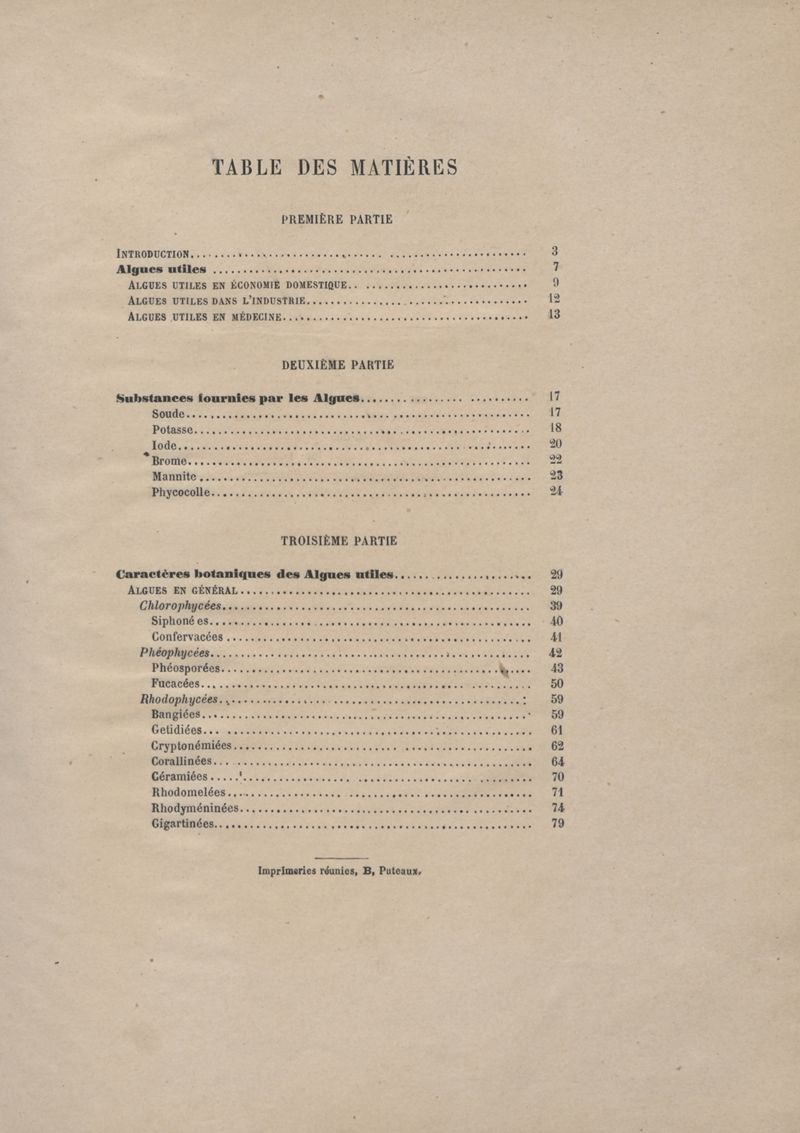 TABLE DES MATIÈRES
PREMIÈRE PARTIE
INTRODUCTION........ 3
Algues utiles ........ 7
ALGUES UTILES EN ÉCONOMIE DOMESTIQUE........ 9
ALGUES UTILES DANS L'INDUSTRIE........ 12
ALGUES UTILES EN MÉDECINE........ 13
DEUXIÈME PARTIE
Substances fournies par les Algues........ 17
Soude........ 17
Potasse........ 18
Iode........ 20
Brome........ 22
Mannite ........ 23
Phycocolle........ 24
TROISIÈME PARTIE
Caractères botaniques des Algues utiles........ 29
ALGUES EN GÉNÉRAL........ 29
Chlorophycées........ 39
Siphonées........ 40
Confervacées ........ 41
Phéophycées........ 42
Phéosporées........ 43
Fucacées........ 50
Rhodophycées........ 59
Bangiées........ 59
Getidiées........ 61
Cryptonémiées........ 62
Corallinées........ 64
Céramiées ........ 70
Rhodomelées........ 71
Rhodyméninées........ 74
Gigartinées........ 79
Imprimeries réunies, B, Puteaux.